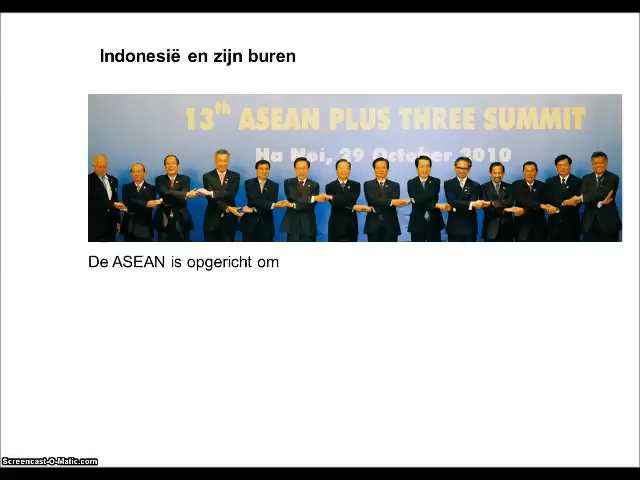 Indonesië en zijn buren
13th ASEAN PLUS THREE SUMMIT
Ha Noi, 29 October 2010
De ASEAN is opgericht om
Screencast-O-Matic.com